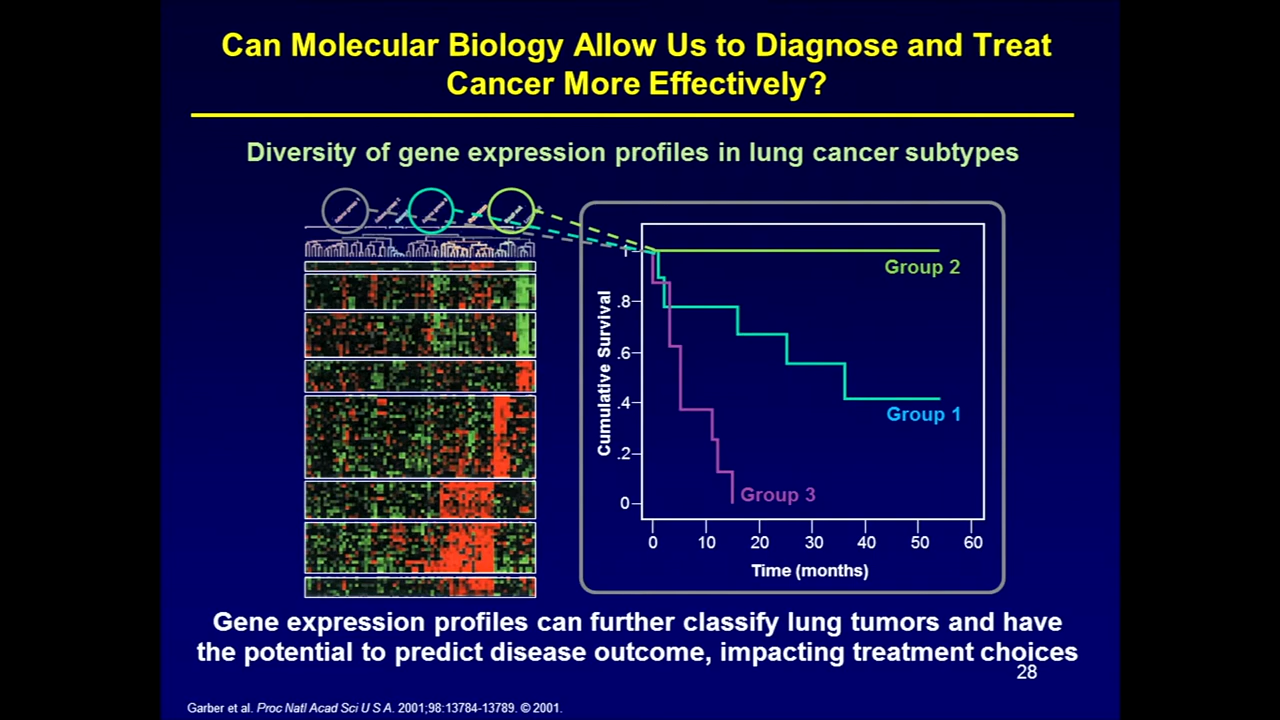 Can Molecular Biology Allow Us to Diagnose and Treat
Cancer More Effectively?
Diversity of gene expression profiles in lung cancer subtypes
1
.8
.6
.4
.2
0
Cumulative Survival
Group 2
Group 1
Group 3
0 10 20 30 40 50 60
Time (months)
Gene expression profiles can further classify lung tumors and have
the potential to predict disease outcome, impacting treatment choices
28
Garber et al. Proc Natl Acad Sci U S A. 2001;98:13784-13789. © 2001.